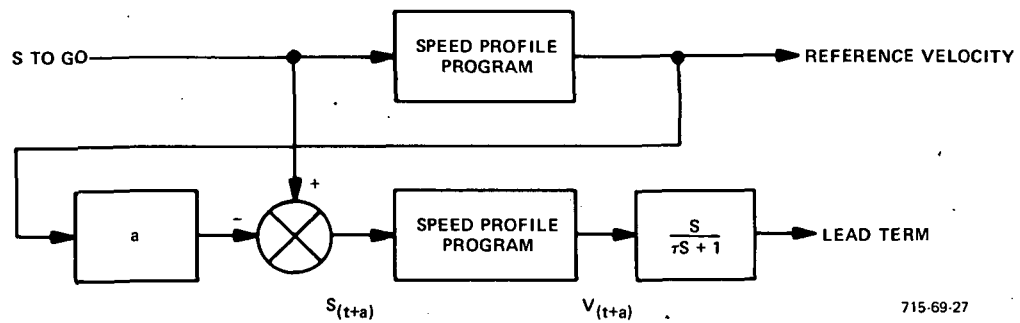 S TO GO
SPEED PROFILE
PROGRAM
REFERENCE VELOCITY
+
a
-
SPEED PROFILE
PROGRAM
S
τS + 1
LEAD TERM
S(t+a)
V(t+a)
715-69-27